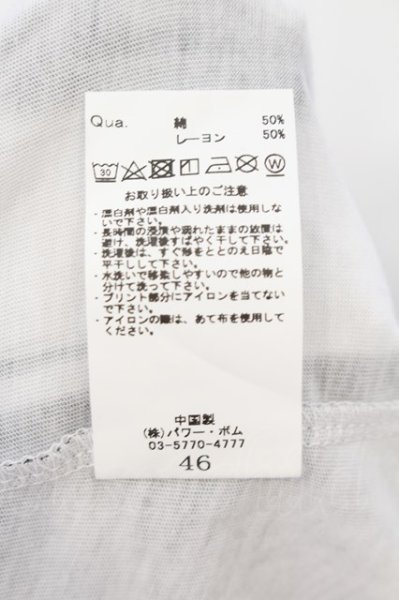 Qua. 綿 50%
レーヨン 50%
30 W
お取り扱い上のご注意
・漂白剤や漂白剤入り洗剤は使用しな
いで下さい。
・長時間の浸漬や濡れたままの放置は
避け、洗濯後すばやく干して下さい。
・洗濯後は、すぐ形をととのえ日陰で
平干しして下さい。
・水洗いで移染しやすいので他の物と
分けて洗って下さい。
・プリント部分にアイロンを当てない
で下さい。
・アイロンの際は、あて布を使用して
ください。
中国製
(株)パワー・ボム
03-5770-4777
46